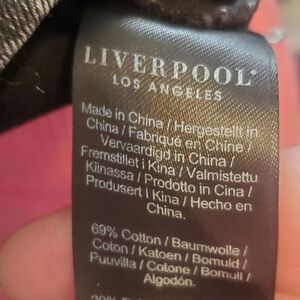 LIVERPOOL
LOS ANGELES
Made in China / Hergestellt in
China / Fabriqué en Chine /
Vervaardigd in China /
Fremstillet i Kina / Valmistettu
Kiinassa / Prodotto in Cina /
Produsert i Kina / Hecho en
China.
69% Cotton / Baumwolle /
Coton / Katoen / Bomuld /
Puuvilla / Cotone / Bomull /
Algodón.